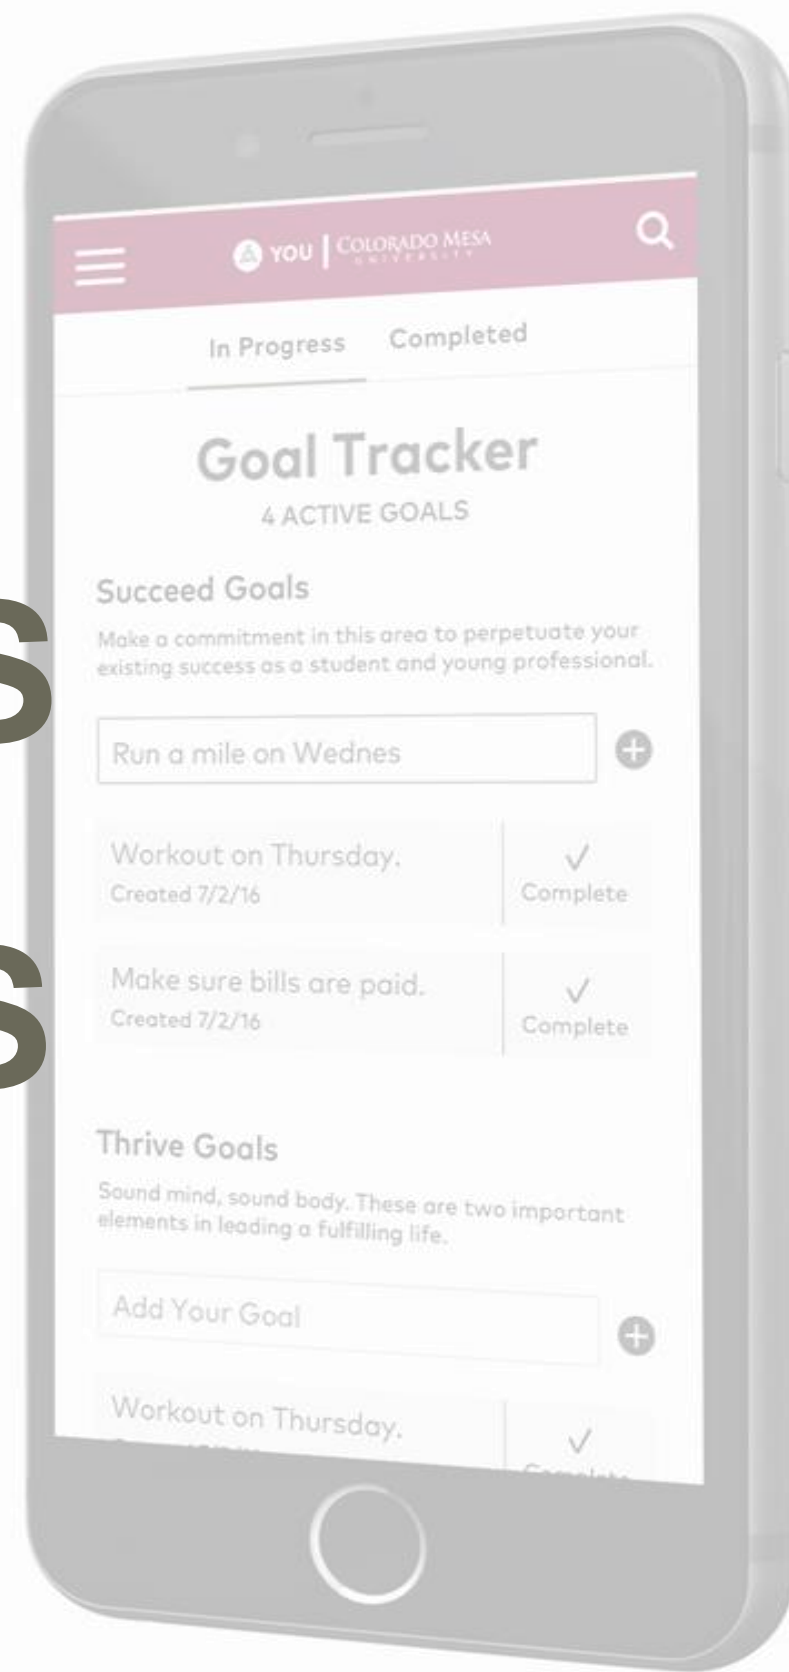 YOU | COLORADO MESA
UNIVERSITY
In Progress Completed
Goal Tracker
4 ACTIVE GOALS
Succeed Goals
Make a commitment in this area to perpetuate your
existing success as a student and young professional.
Run a mile on Wednes
Workout on Thursday.
Created 7/2/16
Complete
Make sure bills are paid.
Created 7/2/16
Complete
Thrive Goals
Sound mind, sound body. These are two important
elements in leading a fulfilling life.
Add Your Goal
Workout on Thursday.
S
S